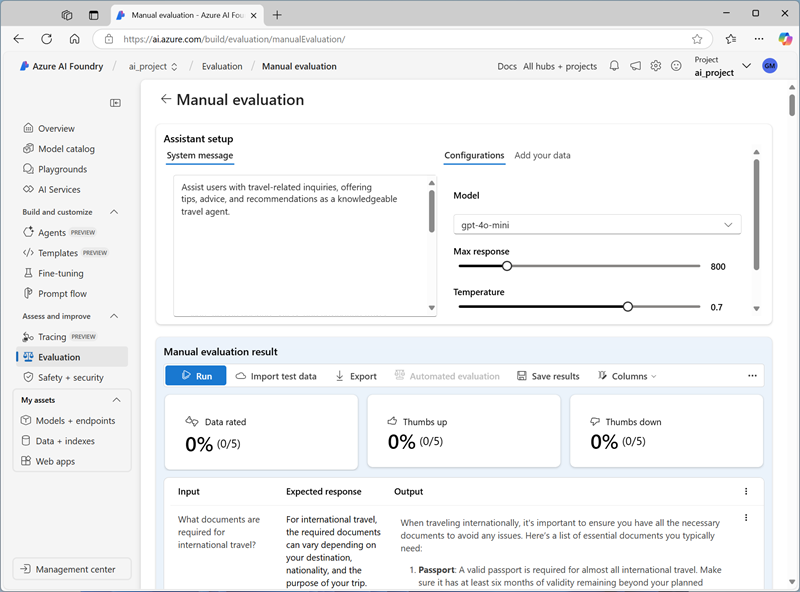 Manual evaluation - Azure AI Fou
https://ai.azure.com/build/evaluation/manualEvaluation/
Azure AI Foundry / ai_project / Evaluation / Manual evaluation
Docs All hubs + projects
Project
ai_project
GM
Overview
Model catalog
Playgrounds
AI Services
Build and customize
Agents PREVIEW
Templates PREVIEW
Fine-tuning
Prompt flow
Assess and improve
Tracing PREVIEW
Evaluation
Safety + security
My assets
Models + endpoints
Data + indexes
Web apps
Management center
Manual evaluation
Assistant setup
System message
Assist users with travel-related inquiries, offering
tips, advice, and recommendations as a knowledgeable
travel agent.
Configurations Add your data
Model
gpt-4o-mini
Max response
800
Temperature
0.7
Manual evaluation result
Run Import test data Export Automated evaluation Save results Columns
Data rated
0% (0/5)
Thumbs up
0% (0/5)
Thumbs down
0% (0/5)
Input Expected response Output
What documents are
required for
international travel?
For international travel,
the required documents
can vary depending on
your destination,
nationality, and the
purpose of your trip.
When traveling internationally, it's important to ensure you have all the necessary
documents to avoid any issues. Here's a list of essential documents you typically
need:
1. Passport: A valid passport is required for almost all international travel. Make
sure it has at least six months of validity remaining beyond your planned